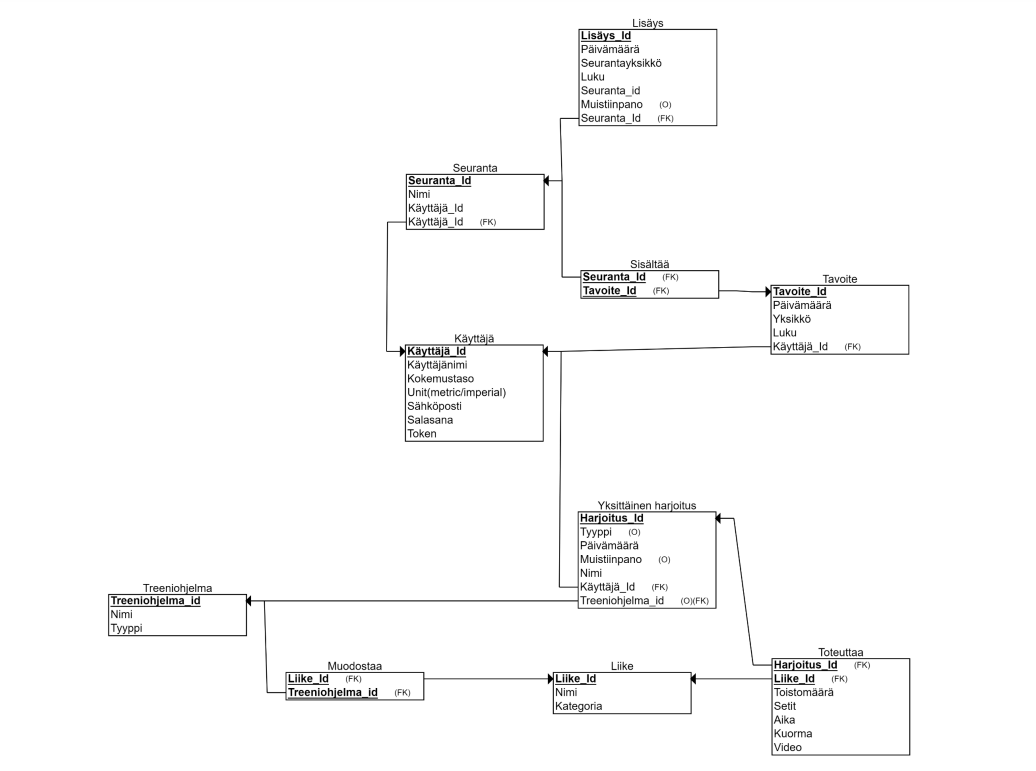 Lisäys
Lisäys_Id
Päivämäärä
Seurantayksikkö
Luku
Seuranta_id
Muistiinpano (O)
Seuranta_Id (FK)
Seuranta
Seuranta_Id
Nimi
Käyttäjä_Id
Käyttäjä_Id (FK)
Sisältää
Seuranta_Id (FK)
Tavoite_Id (FK)
Tavoite
Tavoite_Id
Päivämäärä
Yksikkö
Luku
Käyttäjä_Id (FK)
Käyttäjä
Käyttäjä_Id
Käyttäjänimi
Kokemustaso
Unit(metric/imperial)
Sähköposti
Salasana
Token
Yksittäinen harjoitus
Harjoitus_Id
Tyyppi (O)
Päivämäärä
Muistiinpano (O)
Nimi
Käyttäjä_Id (FK)
Treeniohjelma_id (O)(FK)
Treeniohjelma
Treeniohjelma_id
Nimi
Tyyppi
Muodostaa
Liike_Id (FK)
Treeniohjelma_id (FK)
Liike
Liike_Id
Nimi
Kategoria
Toteuttaa
Harjoitus_Id (FK)
Liike_Id (FK)
Toistomäärä
Setit
Aika
Kuorma
Video